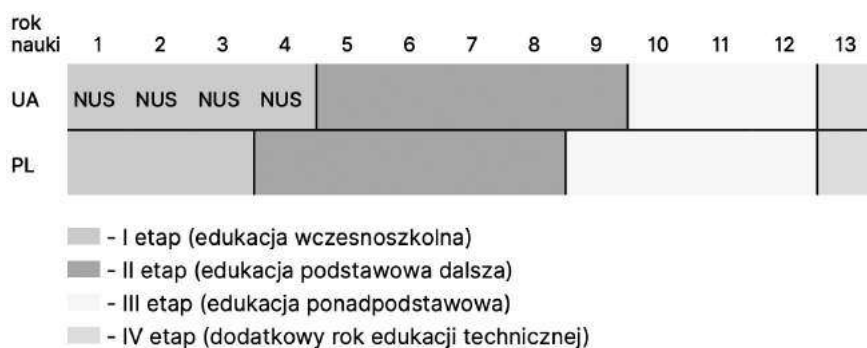 rok
nauki 1 2 3 4 5 6 7 8 9 10 11 12 13
UA NUS NUS NUS NUS
PL
- I etap (edukacja wczesnoszkolna)
- II etap (edukacja podstawowa dalsza)
- III etap (edukacja ponadpodstawowa)
- IV etap (dodatkowy rok edukacji technicznej)